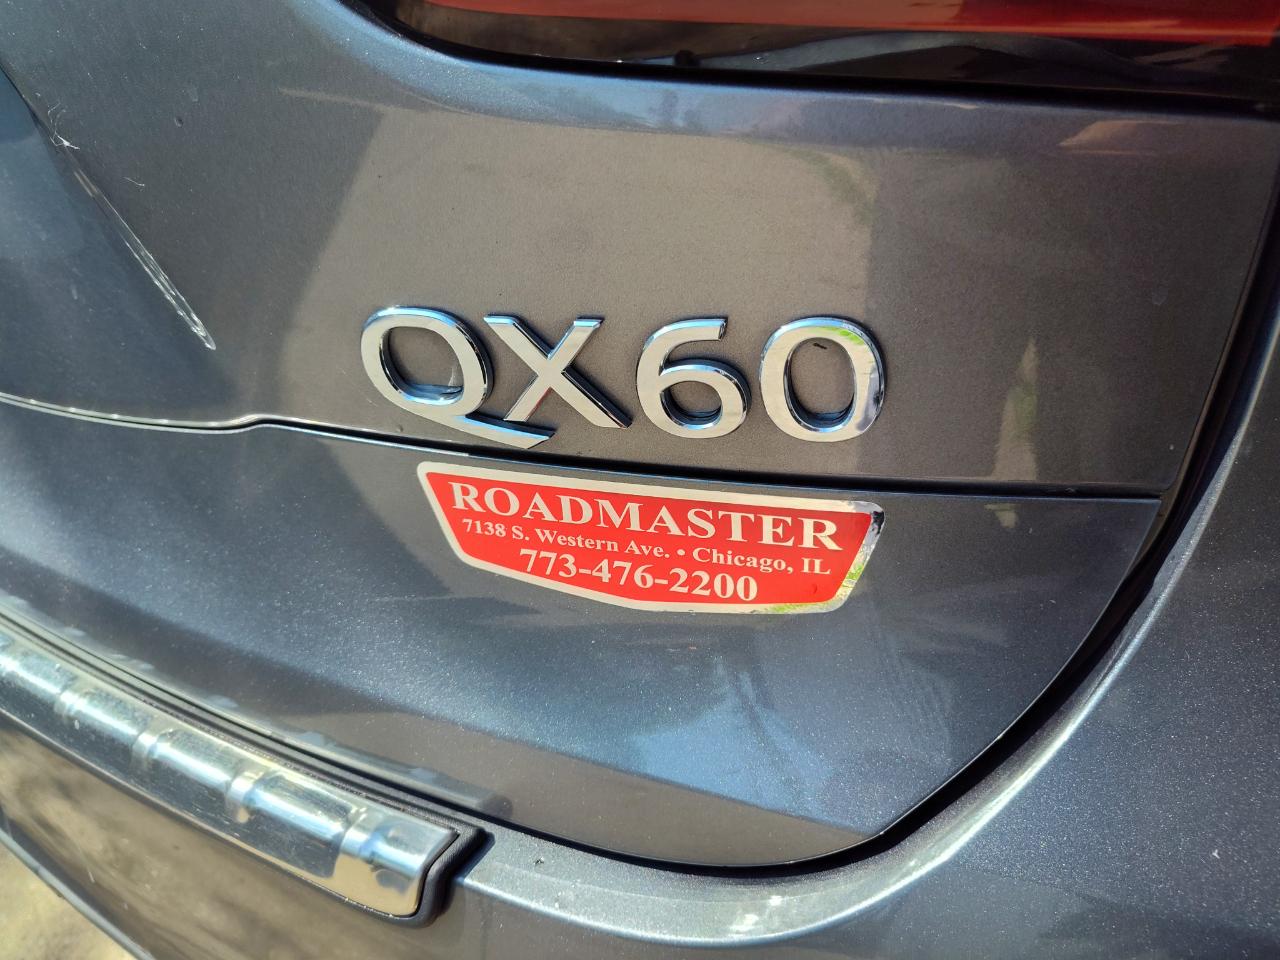 QX60
ROADMASTER
7138 S. Western Ave. • Chicago, IL
773-476-2200